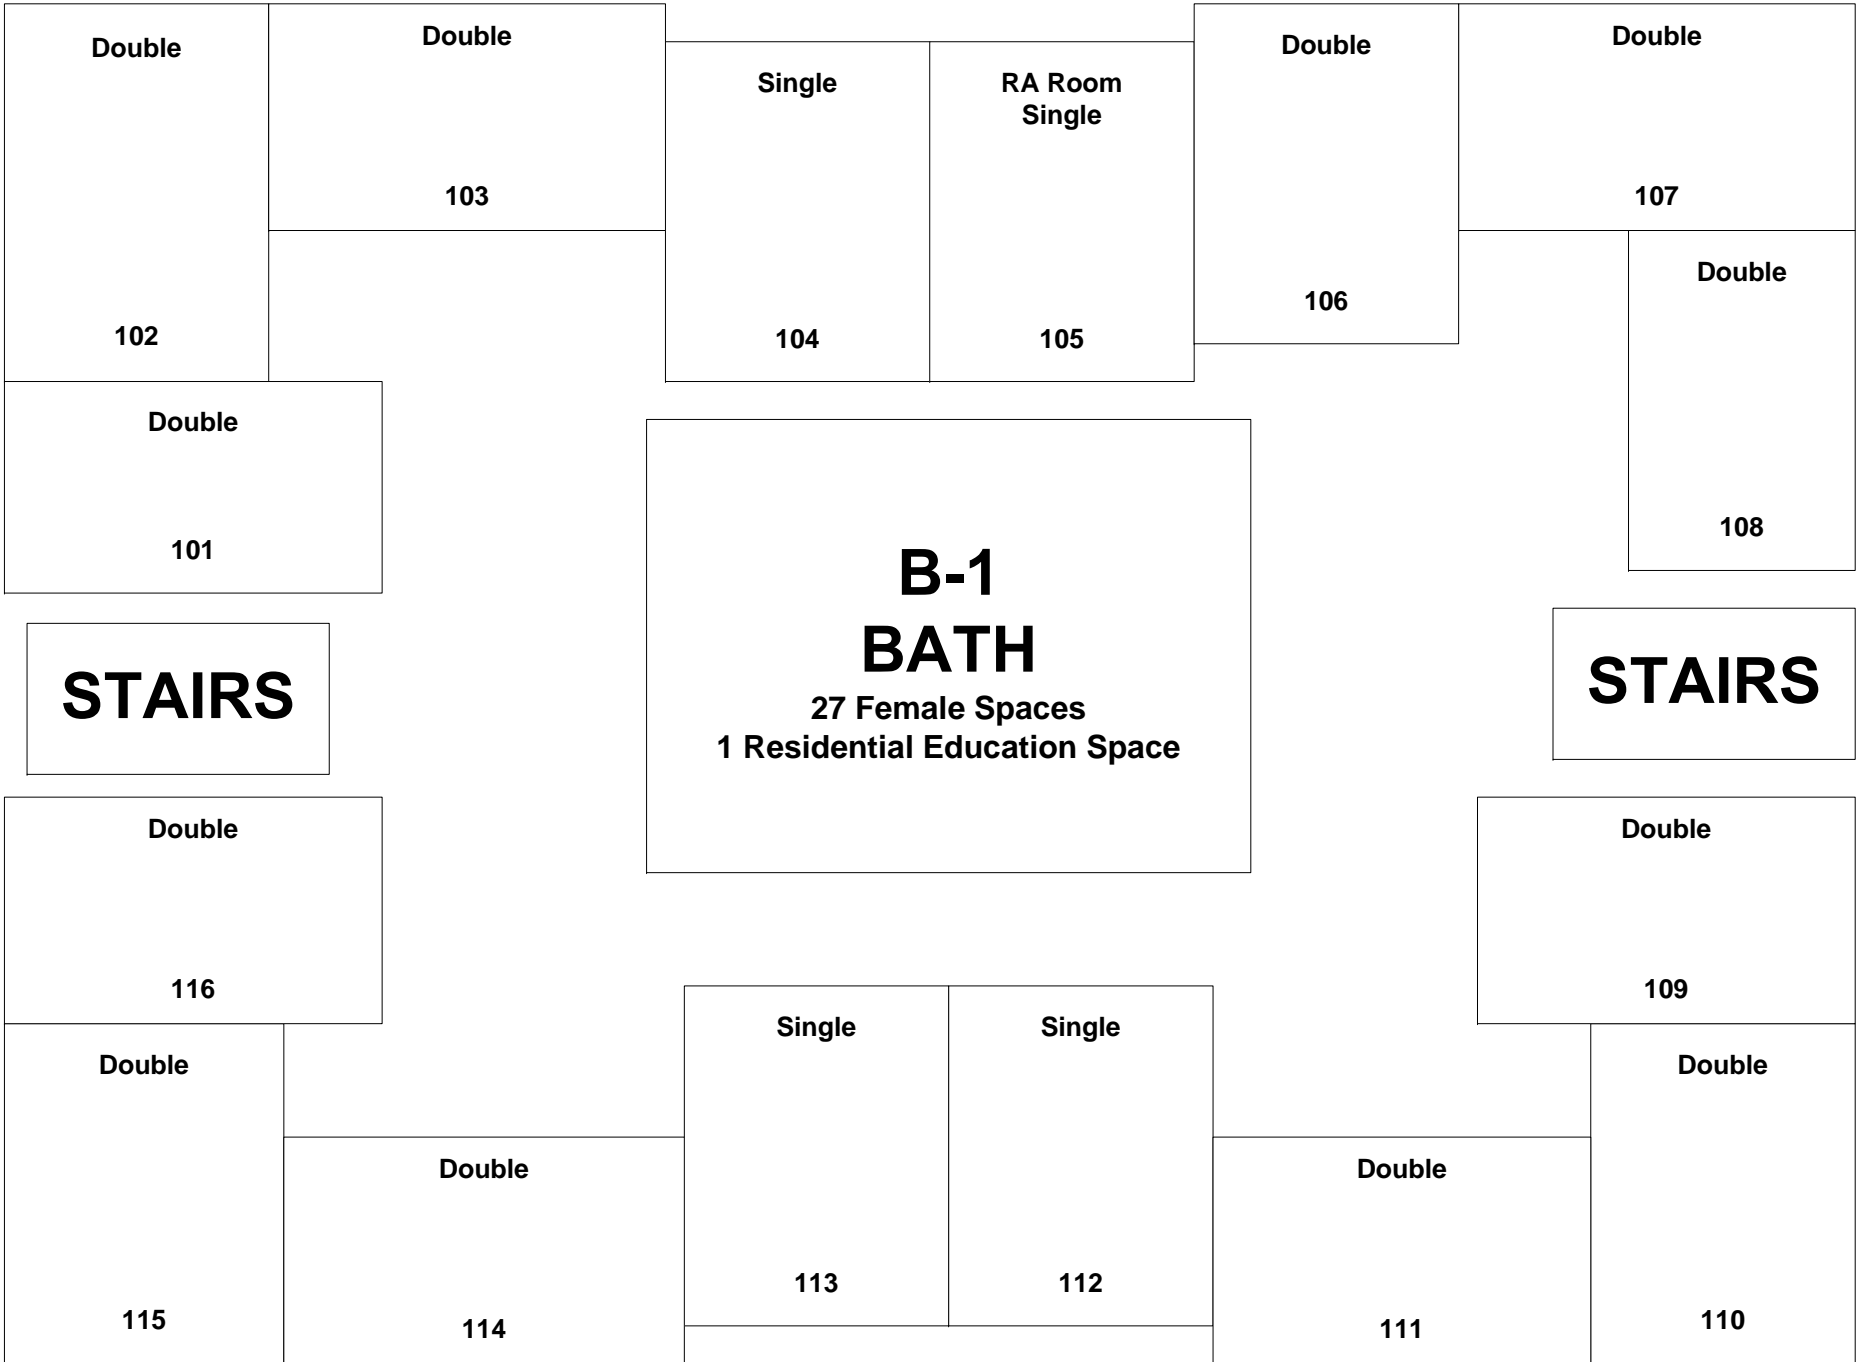 Double
102
Double
103
Single
104
RA Room
Single
105
Double
106
Double
107
Double
108
Double
101
STAIRS
B-1
BATH
27 Female Spaces
1 Residential Education Space
STAIRS
Double
116
Double
109
Double
115
Double
114
Single
113
Single
112
Double
111
Double
110